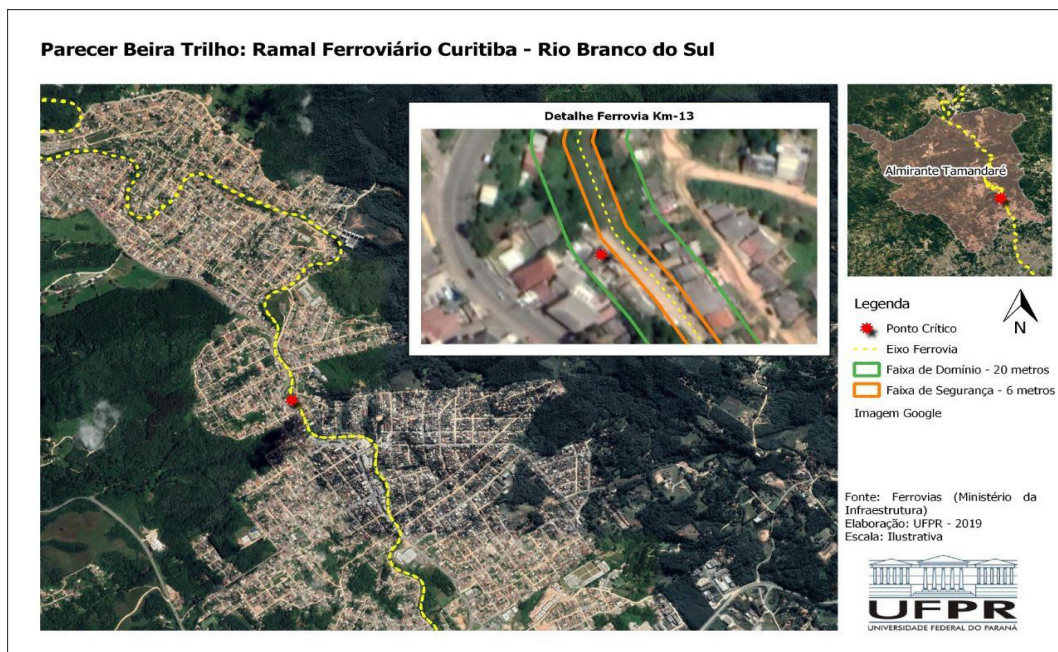 Parecer Beira Trilho: Ramal Ferroviário Curitiba - Rio Branco do Sul
Detalhe Ferrovia Km-13
Almirante Tamandaré
Legenda
N
Ponto Crítico
Eixo Ferrovia
Faixa de Domínio - 20 metros
Faixa de Segurança - 6 metros
Imagem Google
Fonte: Ferrovias (Ministério da
Infraestrutura)
Elaboração: UFPR - 2019
Escala: Ilustrativa
UFPR
UNIVERSIDADE FEDERAL DO PARANÁ